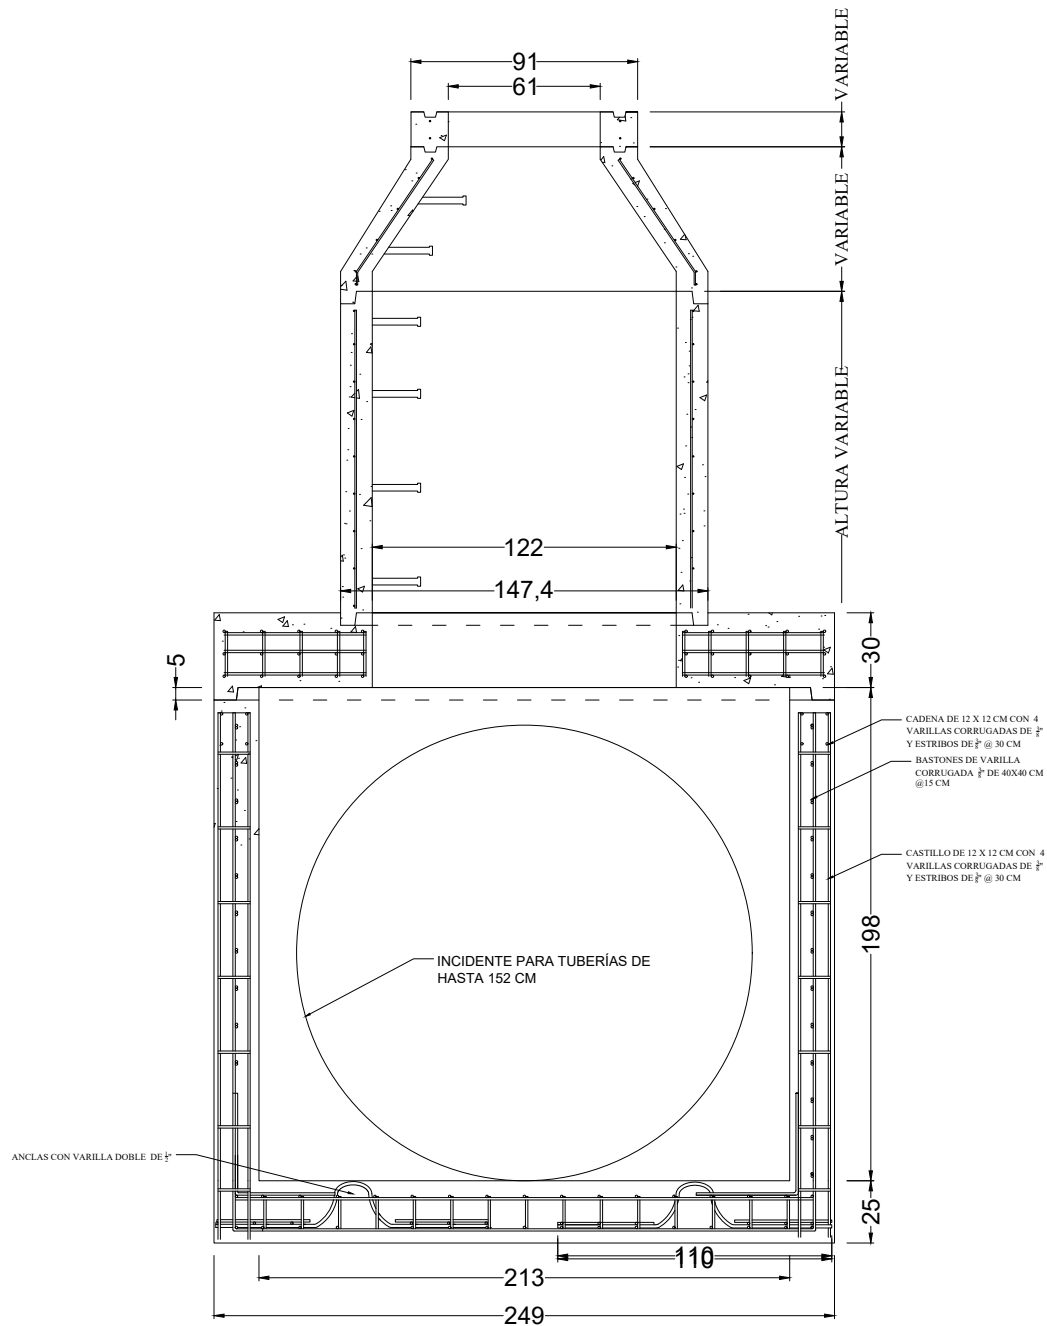 91
61
VARIABLE
VARIABLE
ALTURA VARIABLE
122
147,4
30
5
CADENA DE 12 X 12 CM CON 4
VARILLAS CORRUGADAS DE
Y ESTRIBOS DE @ 30 CM
BASTONES DE VARILLA
CORRUGADA DE 40X40 CM
@15 CM
CASTILLO DE 12 X 12 CM CON 4
VARILLAS CORRUGADAS DE
Y ESTRIBOS DE @ 30 CM
198
INCIDENTE PARA TUBERÍAS DE
HASTA 152 CM
ANCLAS CON VARILLA DOBLE DE ½"
25
110
213
249